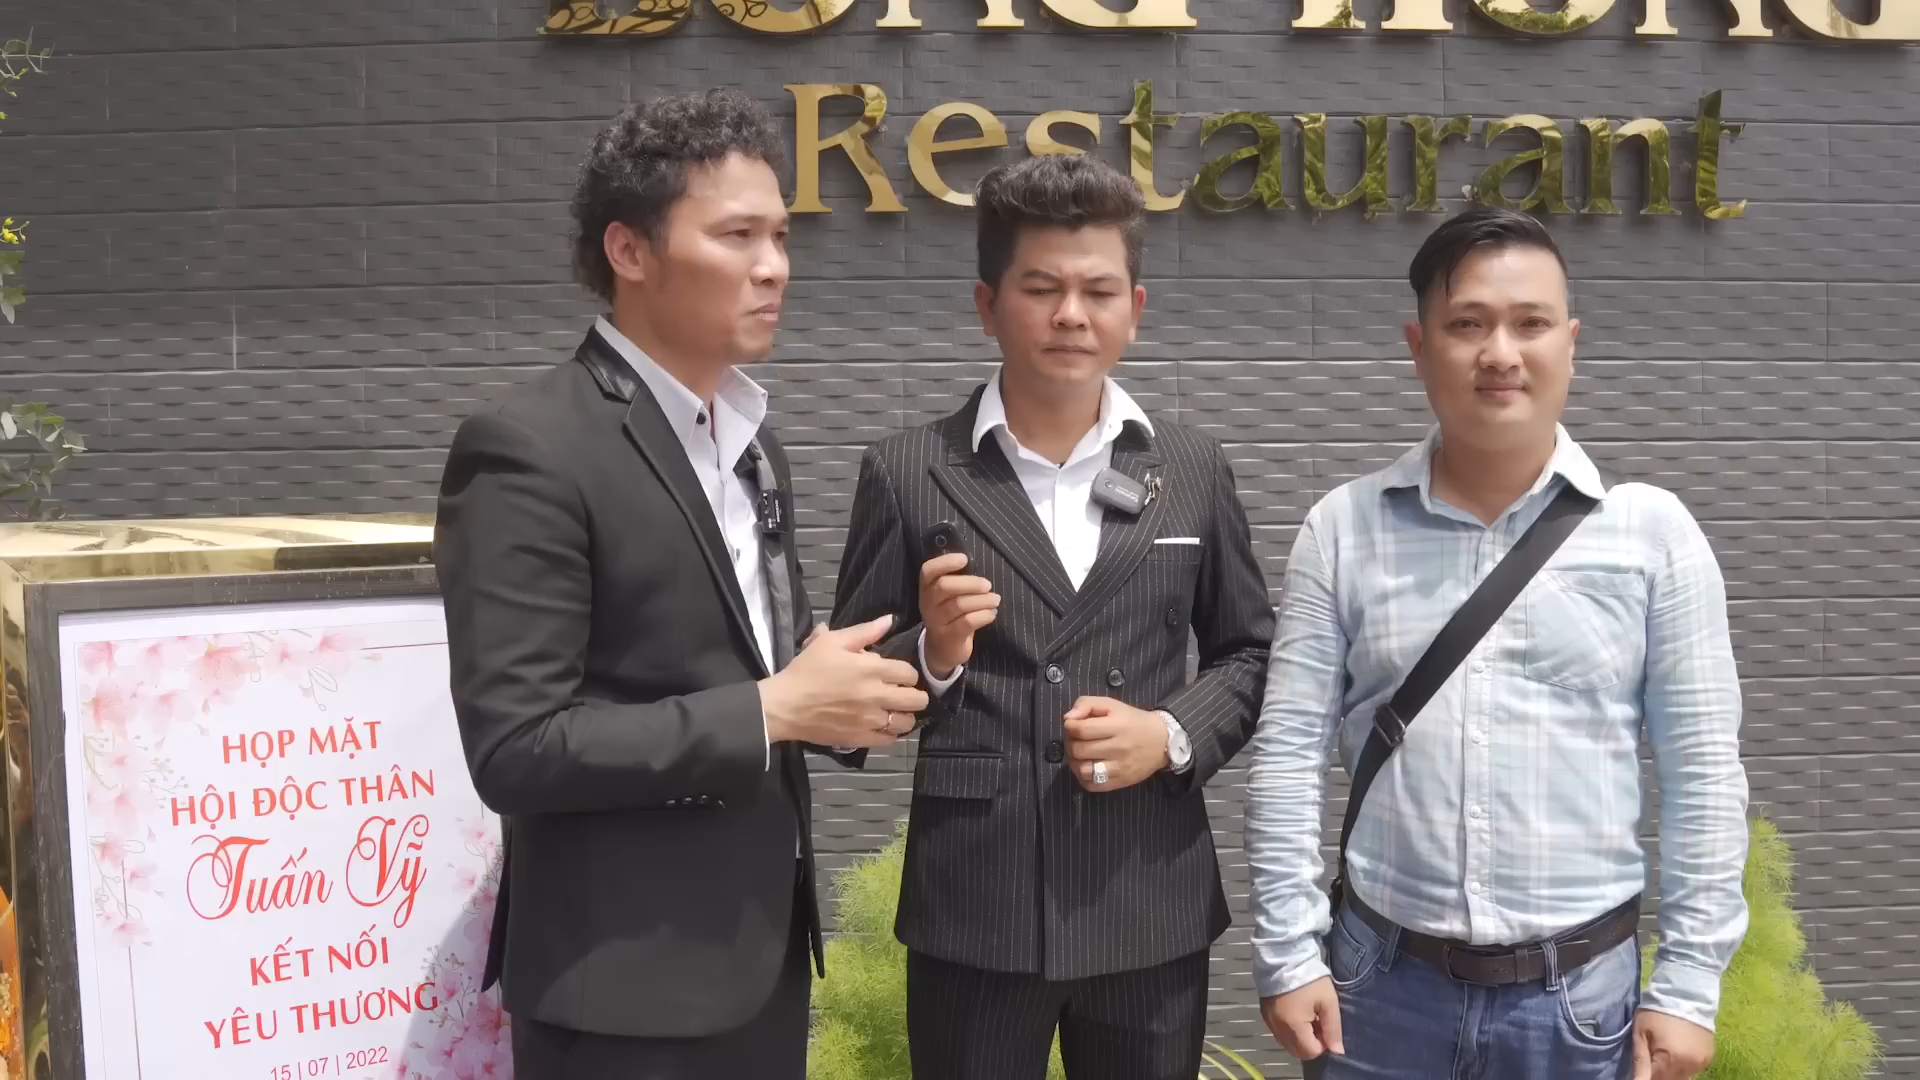 Restaurant
HỌP MẶT
HỘI ĐỘC THÂN
Tuấn Vỹ
KẾT NỐI
YÊU THƯƠNG
15 | 07 | 2022